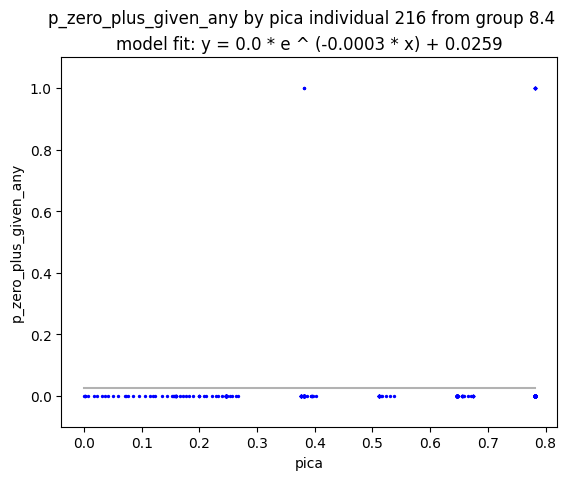 p_zero_plus_given_any by pica individual 216 from group 8.4
model fit: y = 0.0 * e ^ (-0.0003 * x) + 0.0259
1.0
0.8
0.6
0.4
0.2
0.0
p_zero_plus_given_any
0.0 0.1 0.2 0.3 0.4 0.5 0.6 0.7 0.8
pica